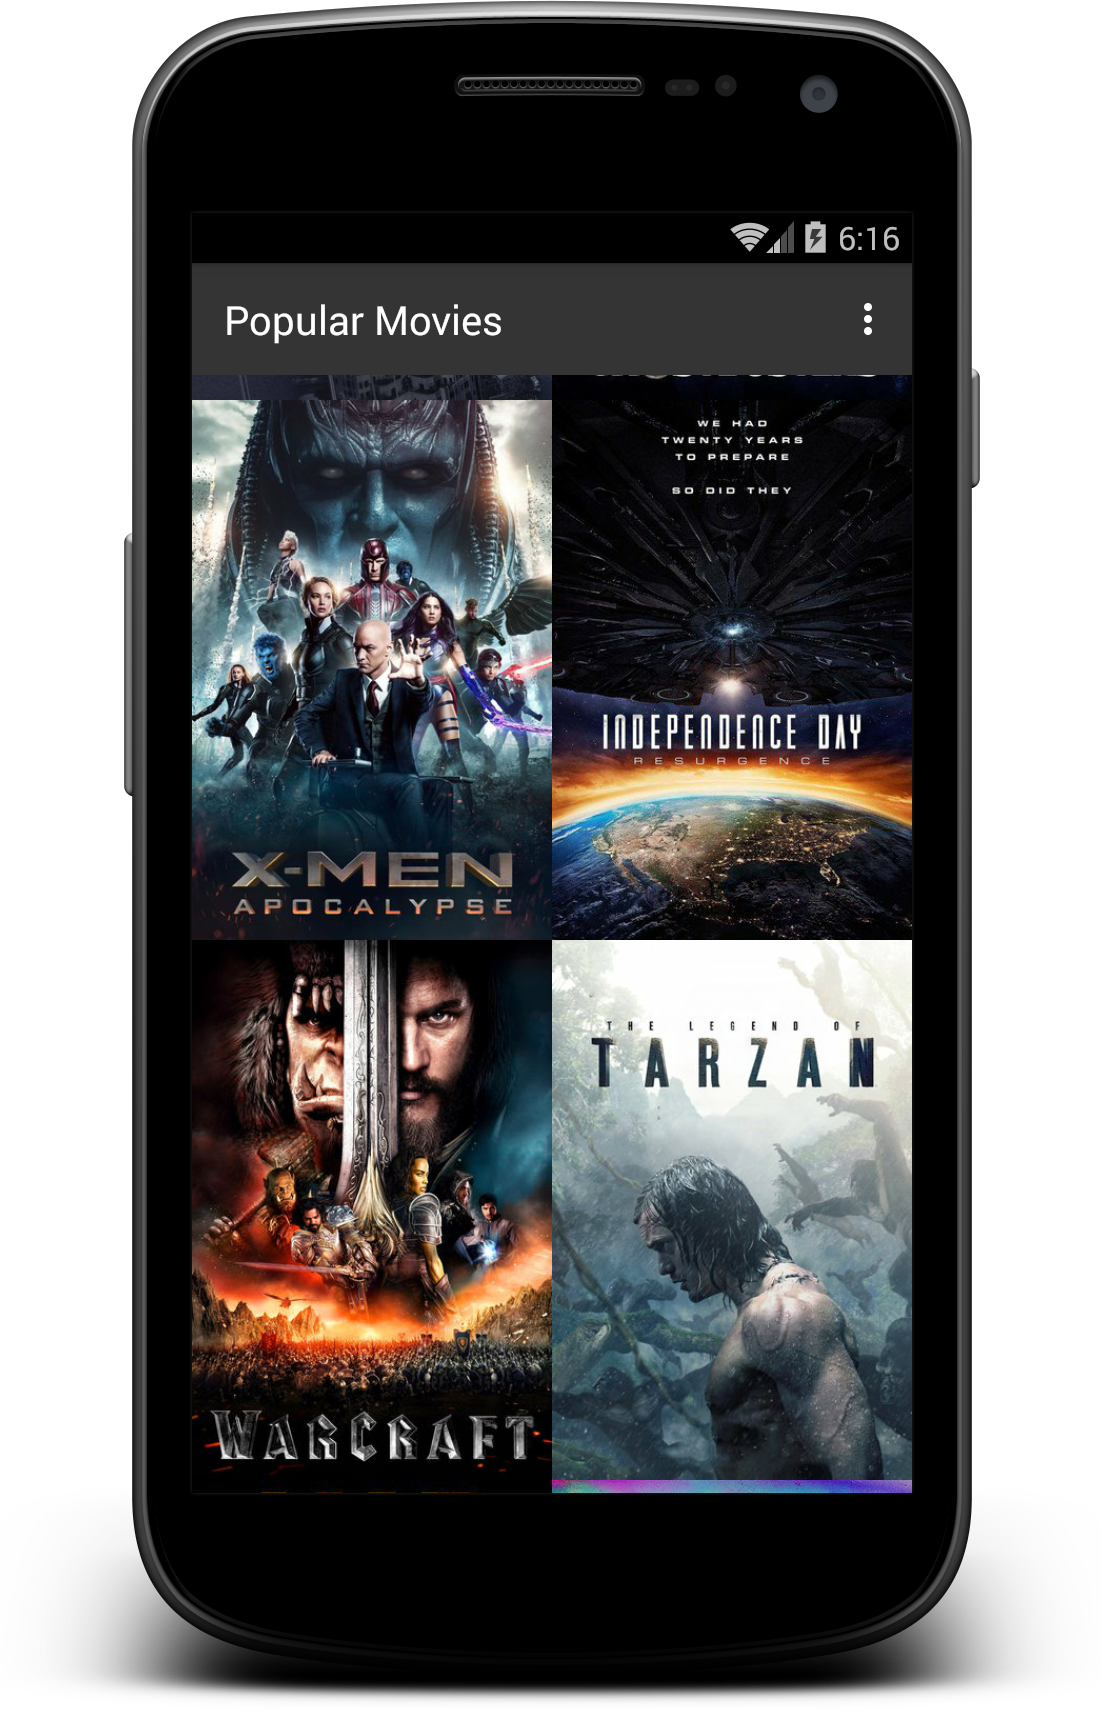 6:16
Popular Movies
WE HAD
TWENTY YEARS
TO PREPARE
SO DID THEY
INDEPENDENCE DAY
RESURGENCE
X-MEN
APOCALYPSE
THE LEGEND OF
TARZAN
WARCRAFT